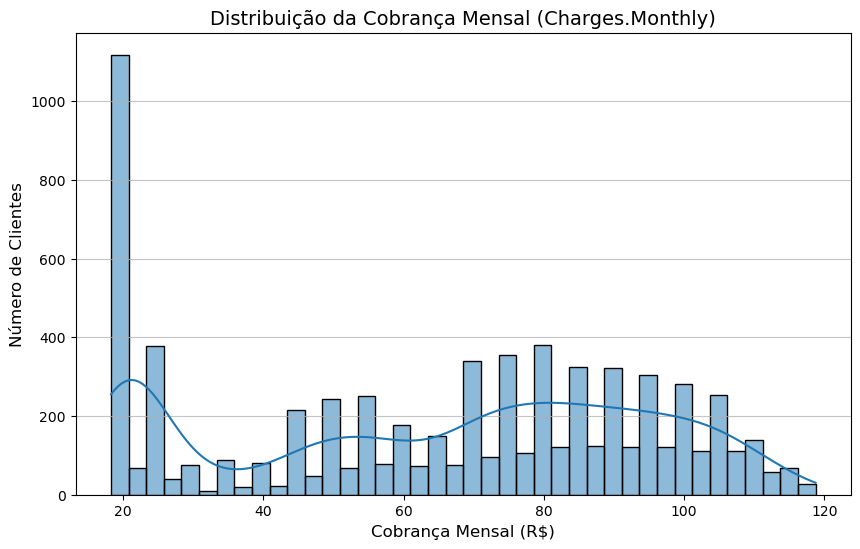 Distribuição da Cobrança Mensal (Charges.Monthly)
Número de Clientes
1000
800
600
400
200
0
20 40 60 80 100 120
Cobrança Mensal (R$)